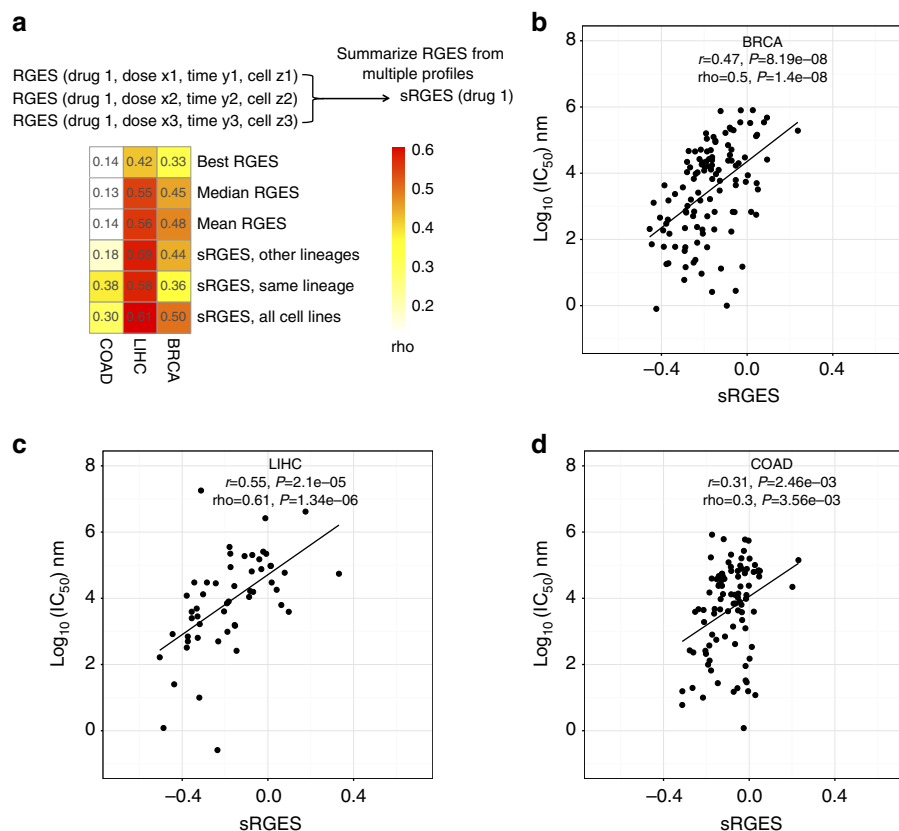 a
RGES (drug 1, dose x1, time y1, cell z1)
RGES (drug 1, dose x2, time y2, cell z2)
RGES (drug 1, dose x3, time y3, cell z3)
Summarize RGES from
multiple profiles
sRGES (drug 1)
0.14 0.42 0.33 Best RGES
0.13 0.55 0.45 Median RGES
0.14 0.56 0.48 Mean RGES
0.18 0.59 0.44 sRGES, other lineages
0.38 0.58 0.36 sRGES, same lineage
0.30 0.61 0.50 sRGES, all cell lines
COAD LIHC BRCA
0.6
0.5
0.4
0.3
0.2
rho
b
BRCA
r=0.47, P=8.19e–08
rho=0.5, P=1.4e–08
Log10 (IC50) nm
8
6
4
2
0
–0.4 0.0 0.4
sRGES
c
LIHC
r=0.55, P=2.1e–05
rho=0.61, P=1.34e–06
Log10 (IC50) nm
8
6
4
2
0
–0.4 0.0 0.4
sRGES
d
COAD
r=0.31, P=2.46e–03
rho=0.3, P=3.56e–03
Log10 (IC50) nm
8
6
4
2
0
–0.4 0.0 0.4
sRGES